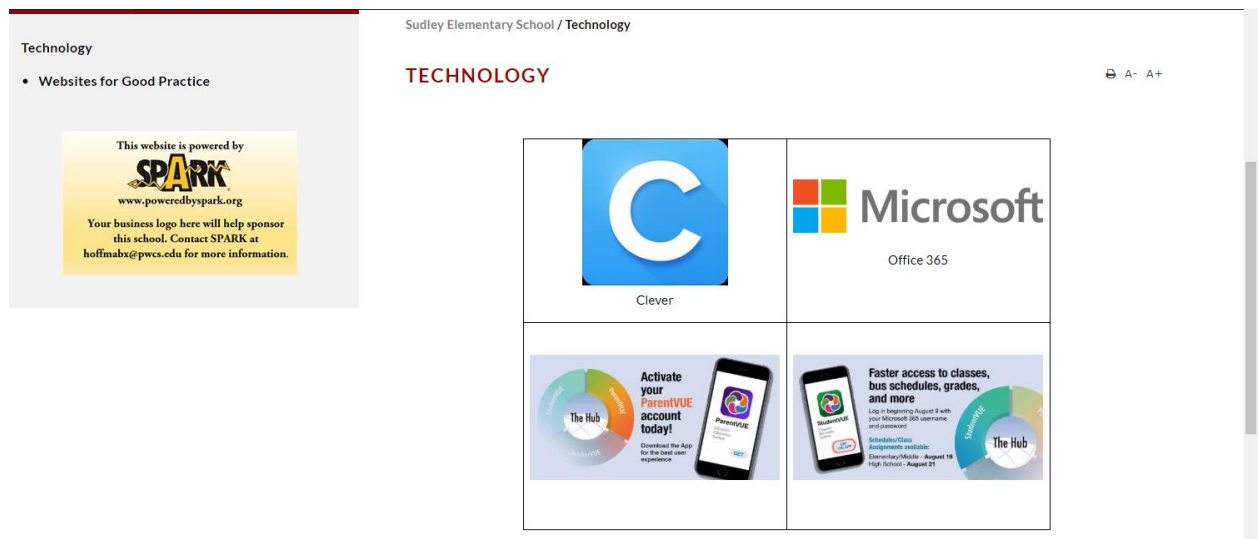 Technology
• Websites for Good Practice
This website is powered by
SPARK
www.poweredbyspark.org
Your business logo here will help sponsor
this school. Contact SPARK at
hoffmabx@pwcs.edu for more information.
Sudley Elementary School / Technology
TECHNOLOGY
A- A+
C
Clever
Microsoft
Office 365
The Hub
ParentVUE
StudentVUE
TeacherVUE
Activate
your
ParentVUE
account
today!
Download the App
for the best user
experience
ParentVUE
GET
StudentVUE
Faster access to classes,
bus schedules, grades,
and more
Log in beginning August 9 with
your Microsoft 365 username
and password
Schedules/Class
Assignments available:
Elementary/Middle - August 16
High School - August 21
StudentVUE
The Hub